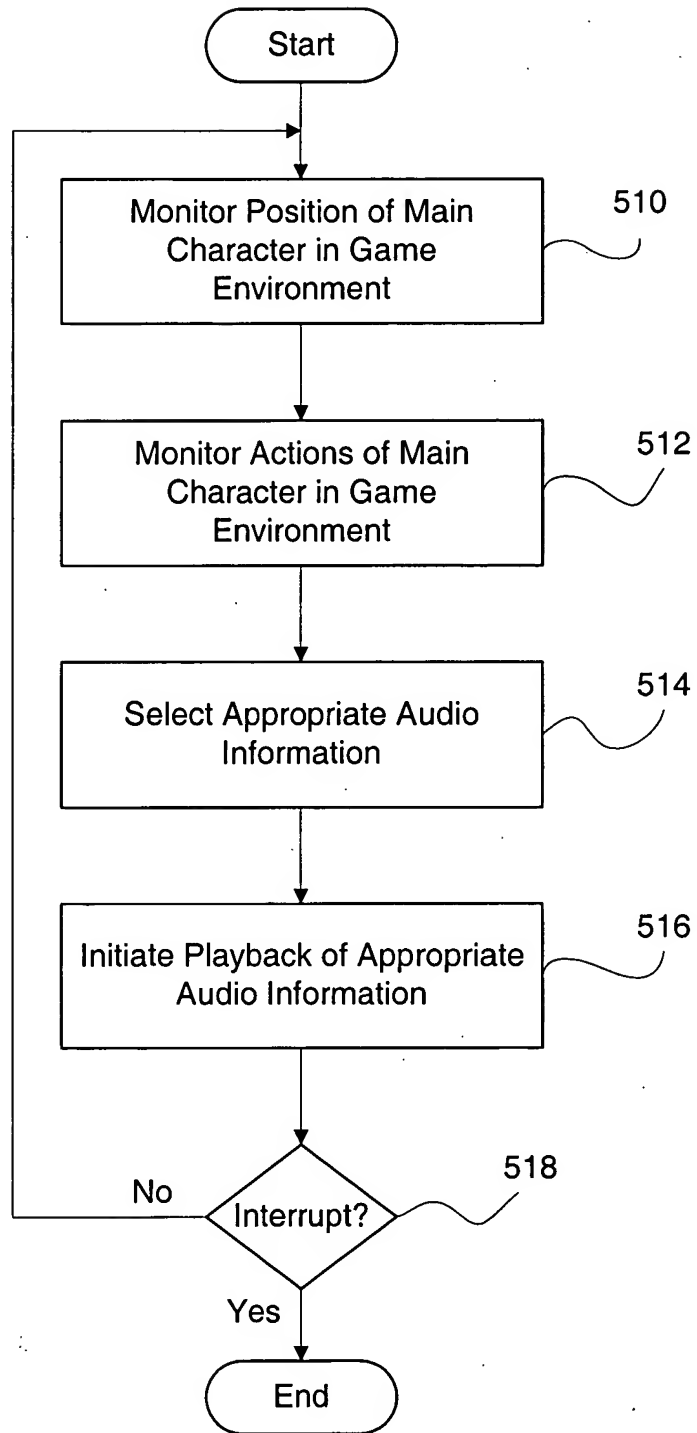 Start
Monitor Position of Main
Character in Game
Environment
510
Monitor Actions of Main
Character in Game
Environment
512
Select Appropriate Audio
Information
514
Initiate Playback of Appropriate
Audio Information
516
Interrupt?
518
No
Yes
End